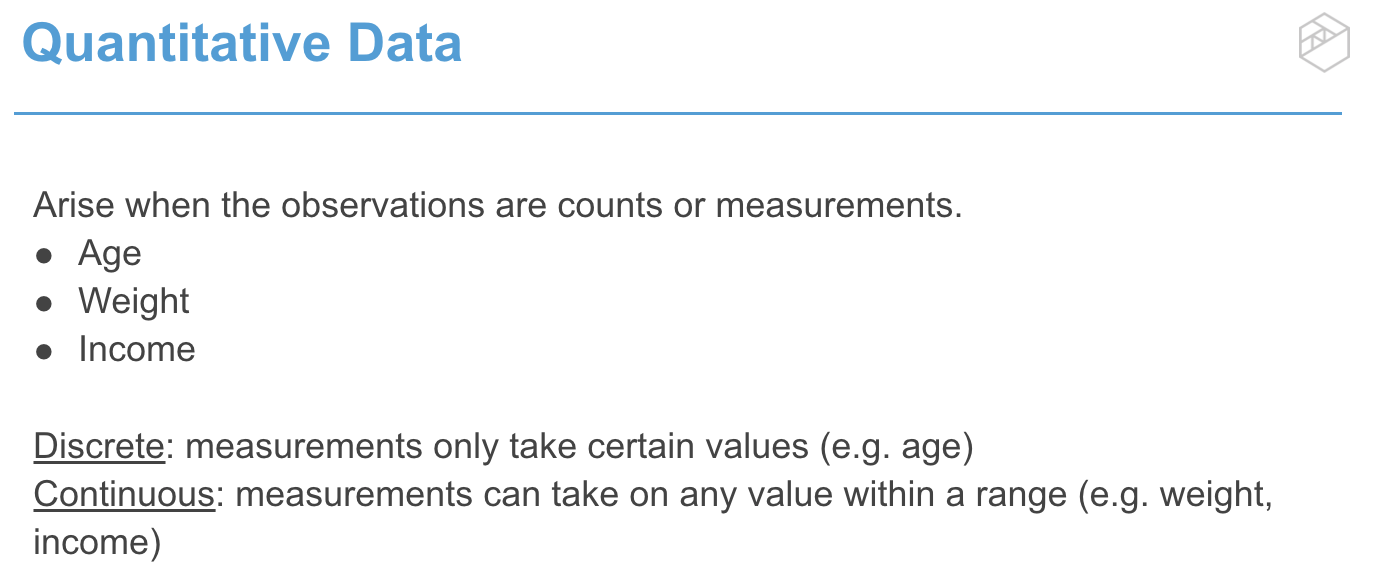 Quantitative Data
Arise when the observations are counts or measurements.
● Age
● Weight
● Income
Discrete: measurements only take certain values (e.g. age)
Continuous: measurements can take on any value within a range (e.g. weight,
income)